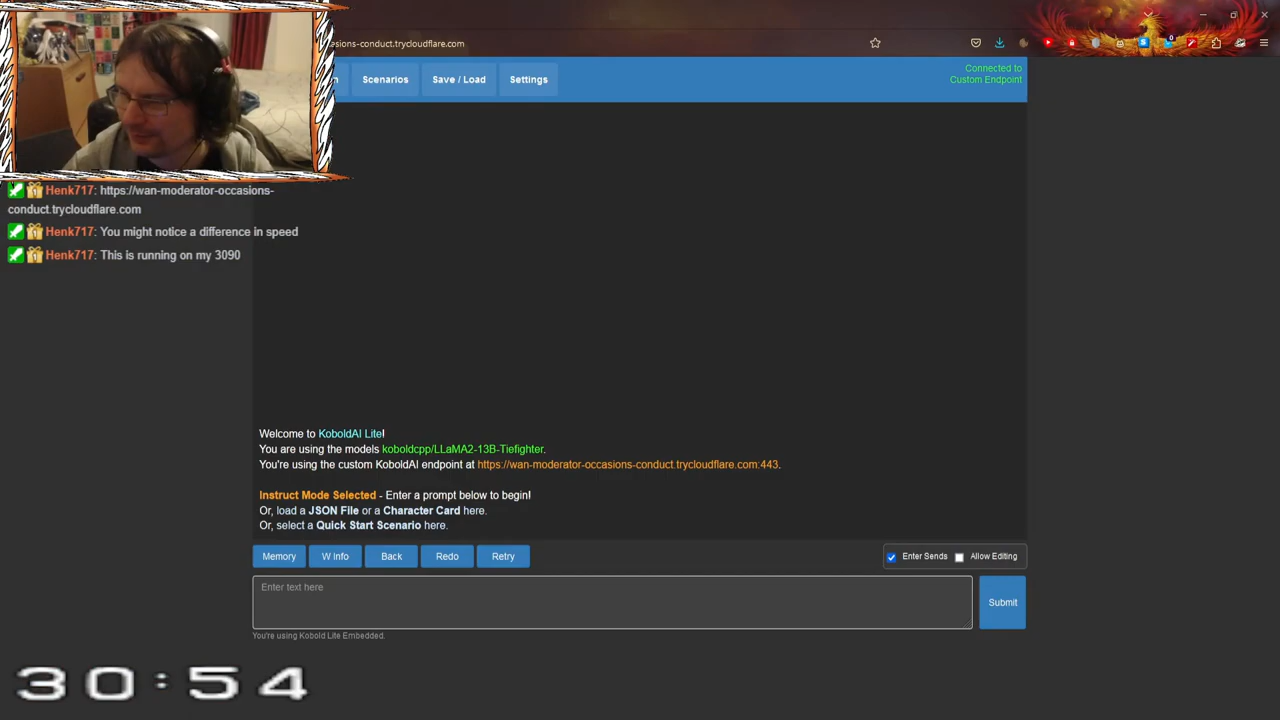 esions-conduct.trycloudflare.com
n
Scenarios
Save / Load
Settings
Connected to
Custom Endpoint
Henk717: https://wan-moderator-occasions-
conduct.trycloudflare.com
Henk717: You might notice a difference in speed
Henk717: This is running on my 3090
Welcome to KoboldAI Lite!
You are using the models koboldcpp/LLaMA2-13B-Tiefighter.
You're using the custom KoboldAI endpoint at https://wan-moderator-occasions-conduct.trycloudflare.com:443.
Instruct Mode Selected - Enter a prompt below to begin!
Or, load a JSON File or a Character Card here.
Or, select a Quick Start Scenario here.
Memory
W Info
Back
Redo
Retry
Enter Sends
Allow Editing
Enter text here
Submit
You're using Kobold Lite Embedded.
30:54